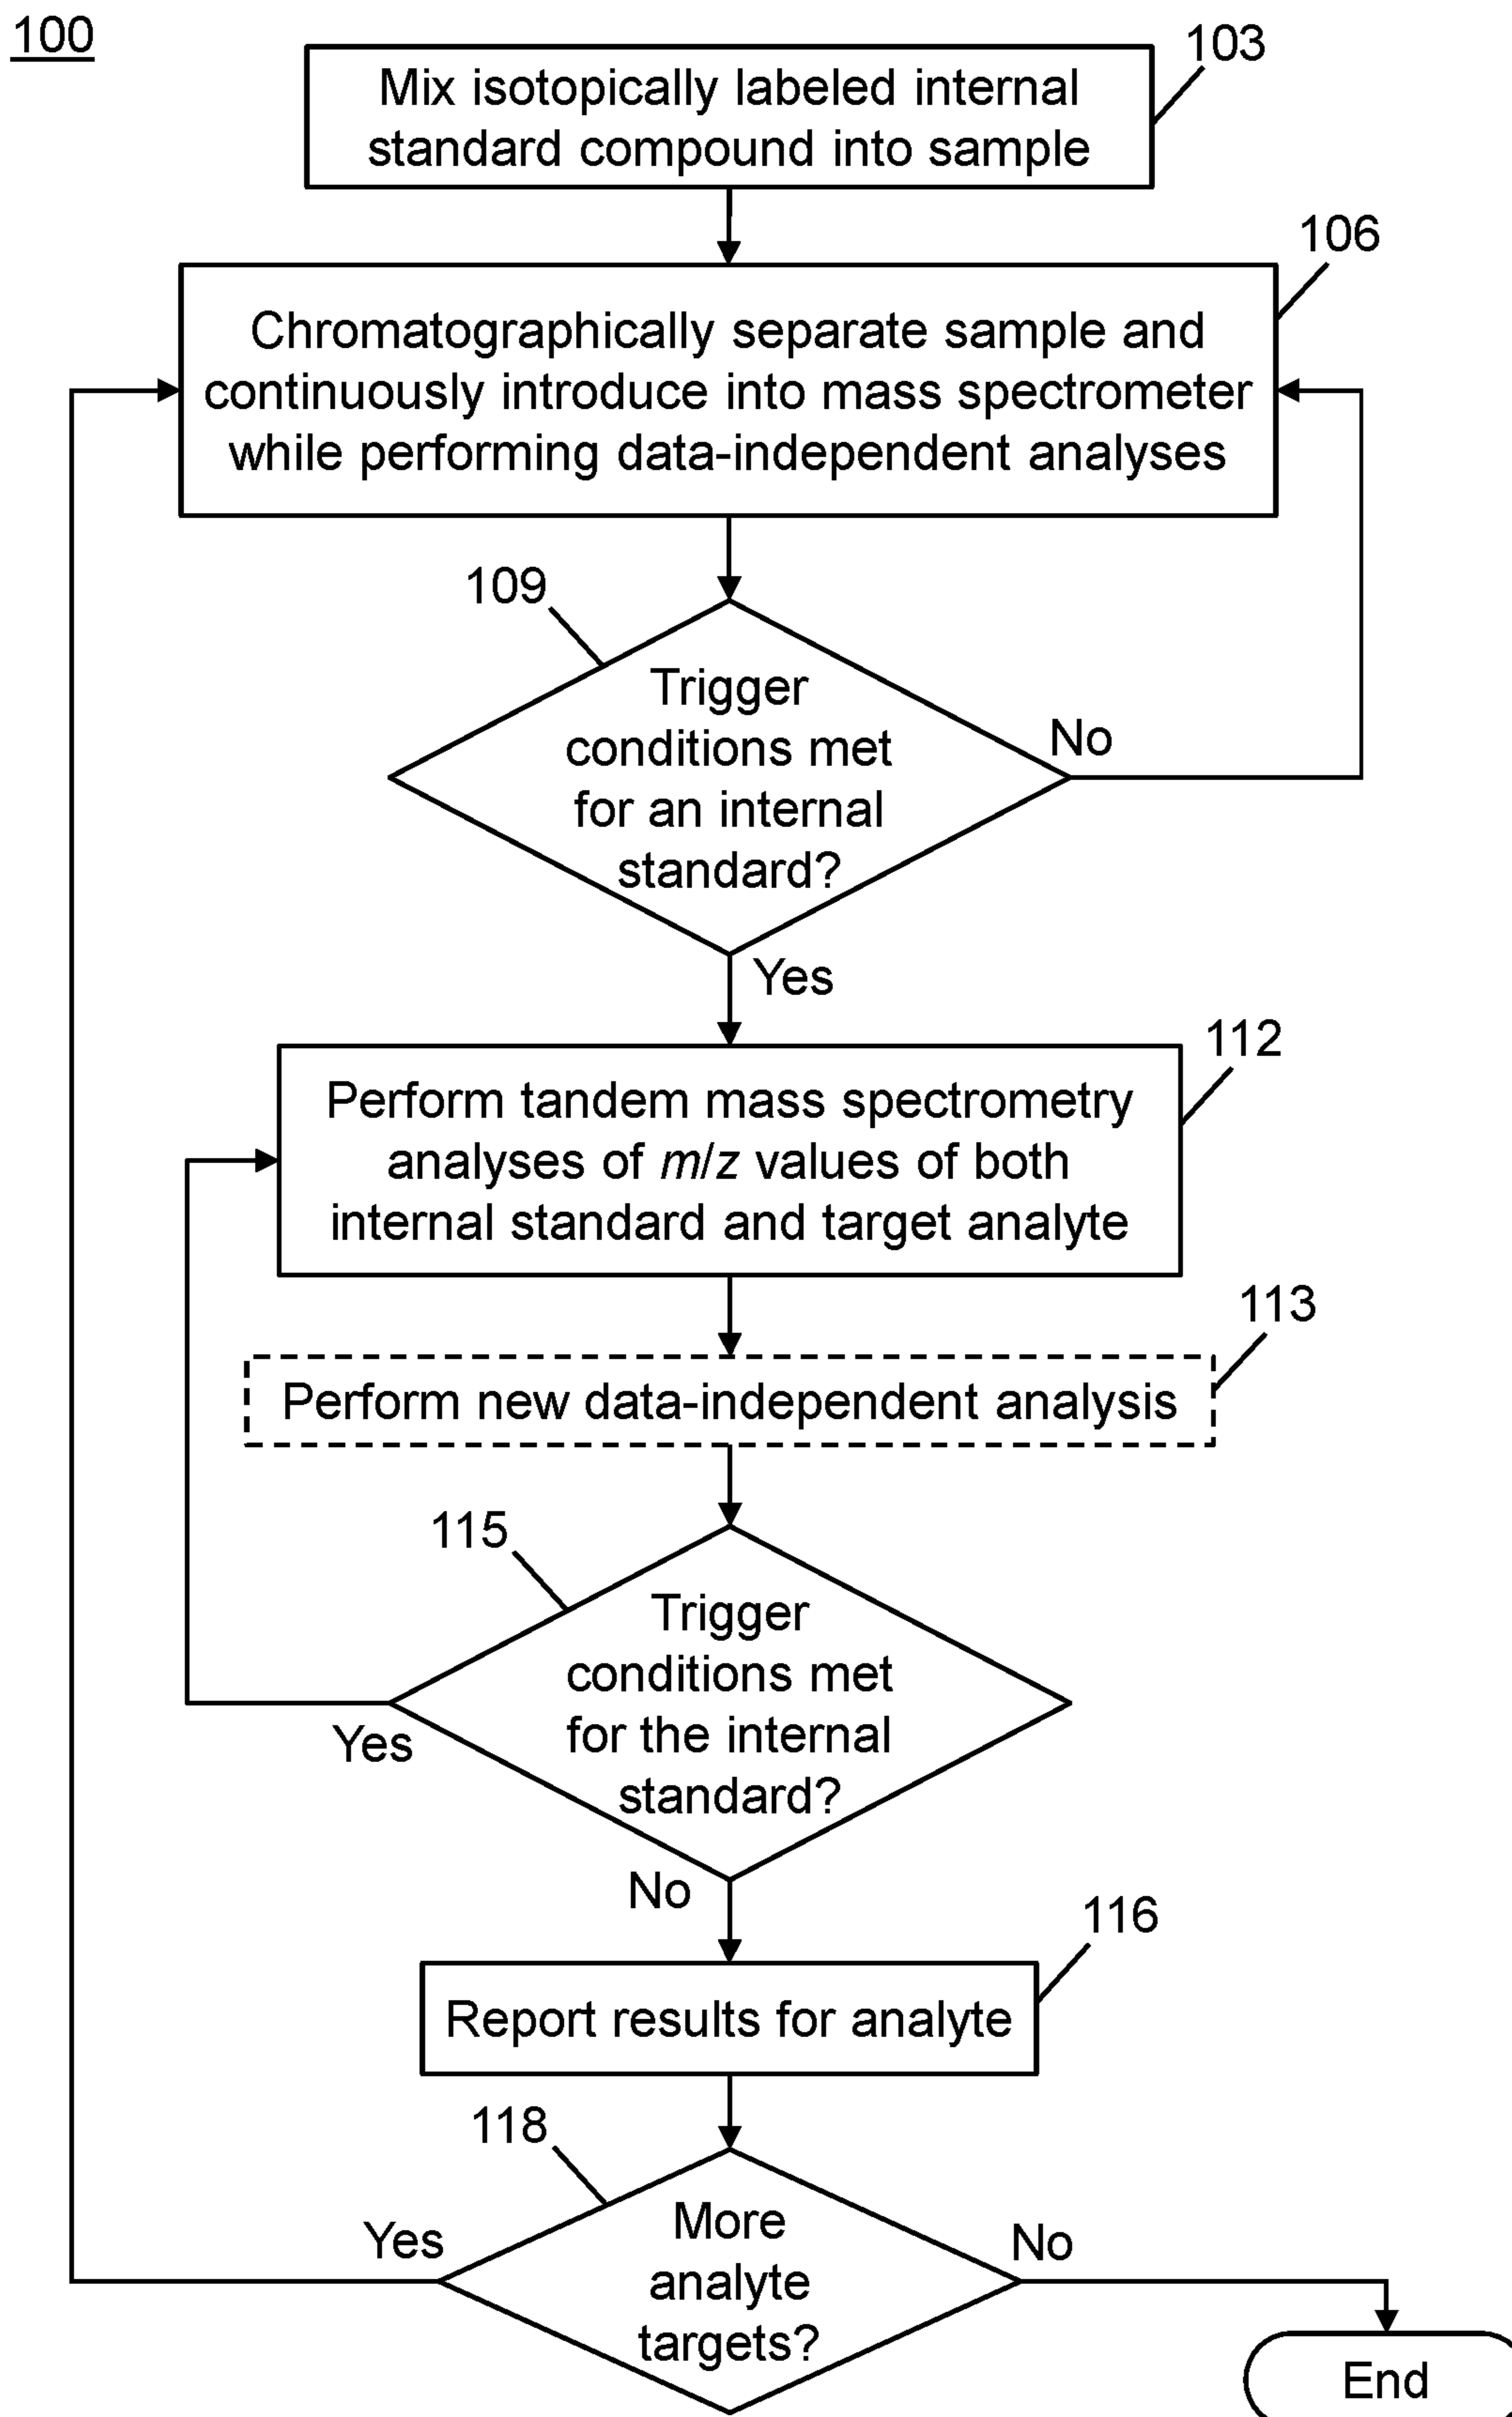 100
103
Mix isotopically labeled internal
standard compound into sample
106
Chromatographically separate sample and
continuously introduce into mass spectrometer
while performing data-independent analyses
109
Trigger
conditions met
for an internal
standard?
No
Yes
112
Perform tandem mass spectrometry
analyses of m/z values of both
internal standard and target analyte
113
Perform new data-independent analysis
115
Trigger
conditions met
for the internal
standard?
Yes
No
116
Report results for analyte
118
More
analyte
targets?
Yes
No
End